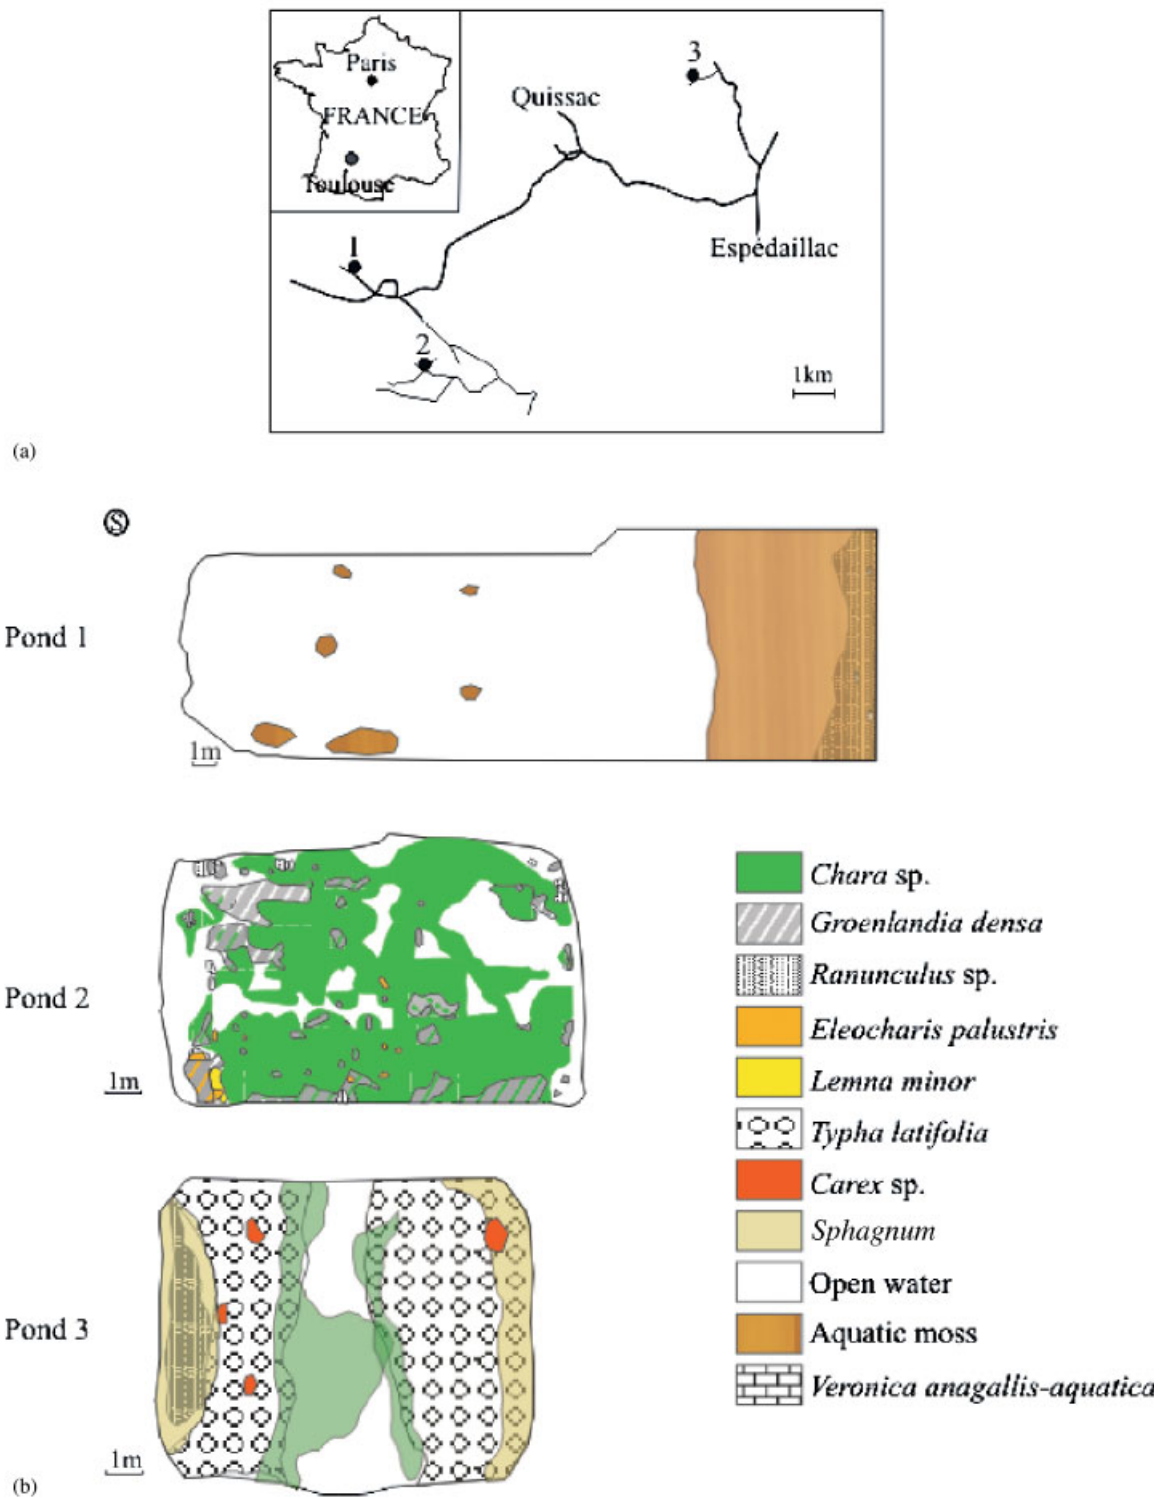 Paris
FRANCE
Toulouse
Quissac
3
Espédaillac
1
2
1km
(a)
S
Pond 1
1m
Pond 2
1m
Chara sp.
Groenlandia densa
Ranunculus sp.
Eleocharis palustris
Lemna minor
Typha latifolia
Carex sp.
Sphagnum
Open water
Aquatic moss
Veronica anagallis-aquatica
Pond 3
1m
(b)